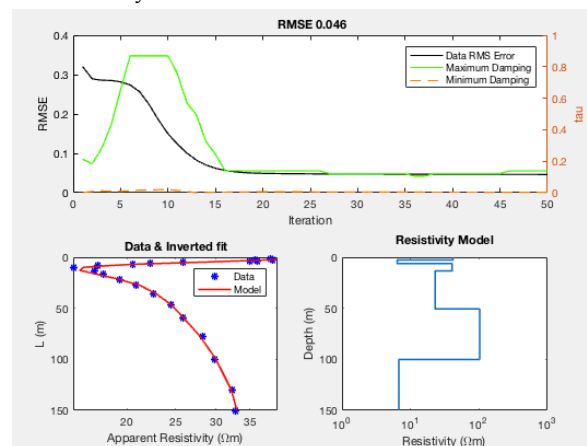 RMSE 0.046
0.4
0.3
0.2
0.1
0
RMSE
1
0.8
0.6
0.4
0.2
0
tau
Data RMS Error
Maximum Damping
Minimum Damping
0 5 10 15 20 25 30 35 40 45 50
Iteration
Data & Inverted fit
0
50
100
150
L (m)
Data
Model
20 25 30 35
Apparent Resistivity (Ωm)
Resistivity Model
0
50
100
150
Depth (m)
10⁰ 10¹ 10² 10³
Resistivity (Ωm)